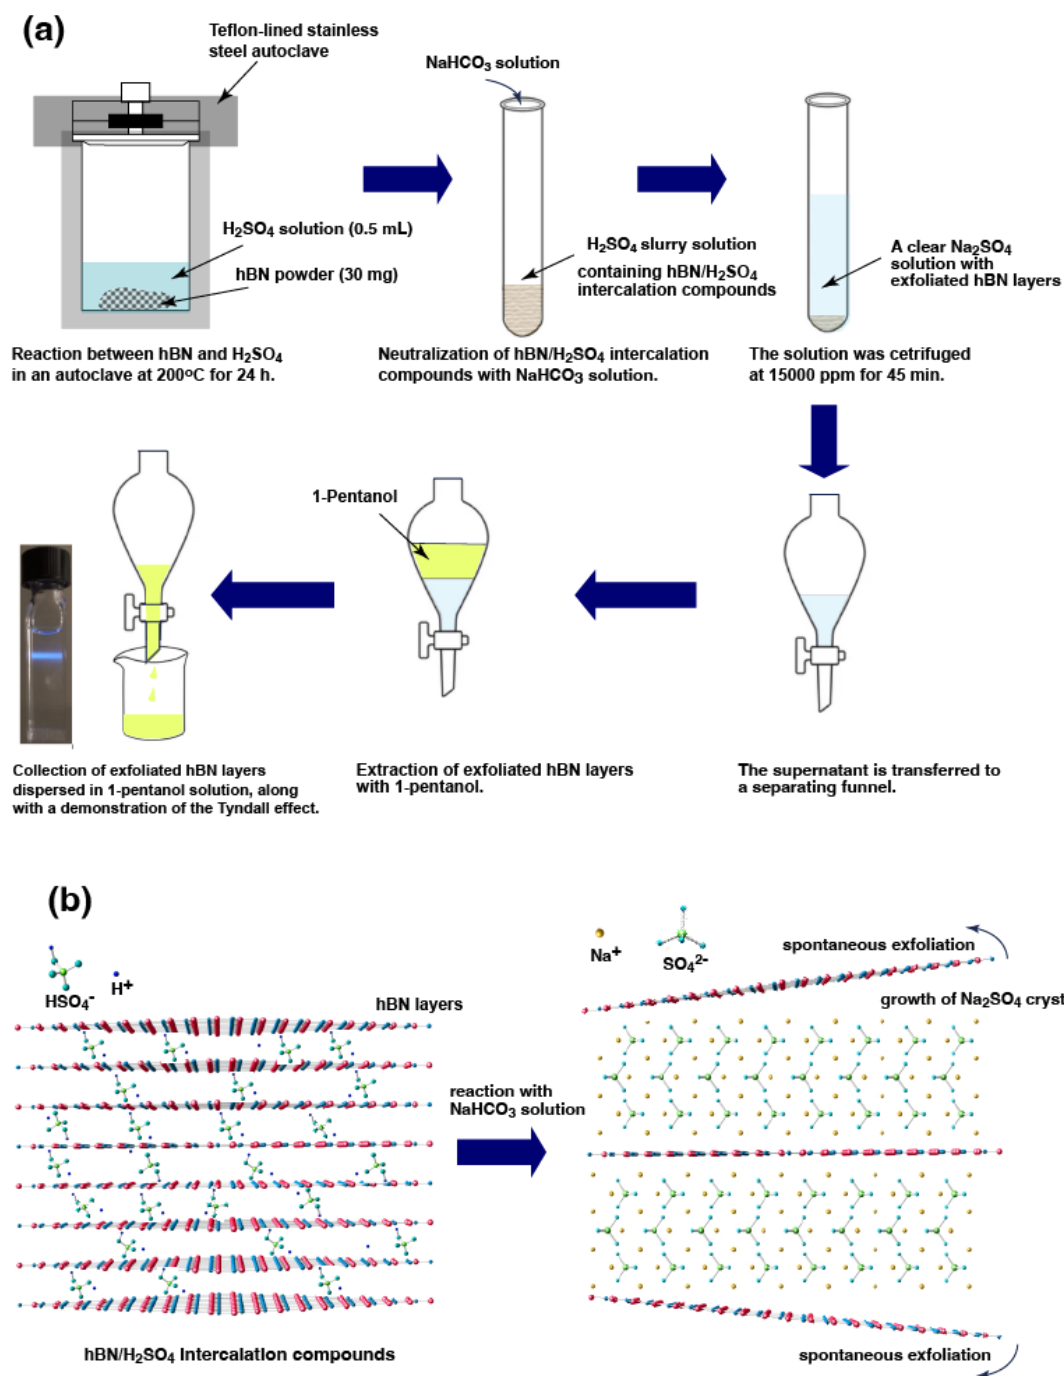 (a)
Teflon-lined stainless
steel autoclave
H₂SO₄ solution (0.5 mL)
hBN powder (30 mg)
Reaction between hBN and H₂SO₄
in an autoclave at 200ºC for 24 h.
NaHCO₃ solution
H₂SO₄ slurry solution
containing hBN/H₂SO₄
intercalation compounds
Neutralization of hBN/H₂SO₄ intercalation
compounds with NaHCO₃ solution.
A clear Na₂SO₄
solution with
exfoliated hBN layers
The solution was cetrifuged
at 15000 ppm for 45 min.
The supernatant is transferred to
a separating funnel.
1-Pentanol
Extraction of exfoliated hBN layers
with 1-pentanol.
Collection of exfoliated hBN layers
dispersed in 1-pentanol solution, along
with a demonstration of the Tyndall effect.
(b)
HSO₄⁻
H⁺
hBN layers
hBN/H₂SO₄ Intercalation compounds
reaction with
NaHCO₃ solution
Na⁺
SO₄²⁻
spontaneous exfoliation
growth of Na₂SO₄ cryst
spontaneous exfoliation